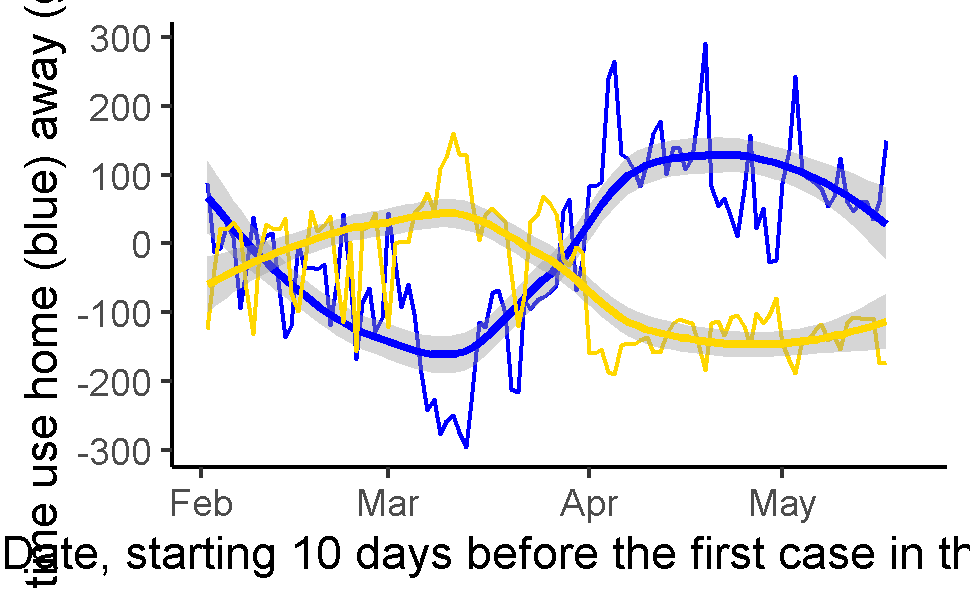 time use home (blue) away (
300
200
100
0
-100
-200
-300
Feb Mar Apr May
Date, starting 10 days before the first case in th